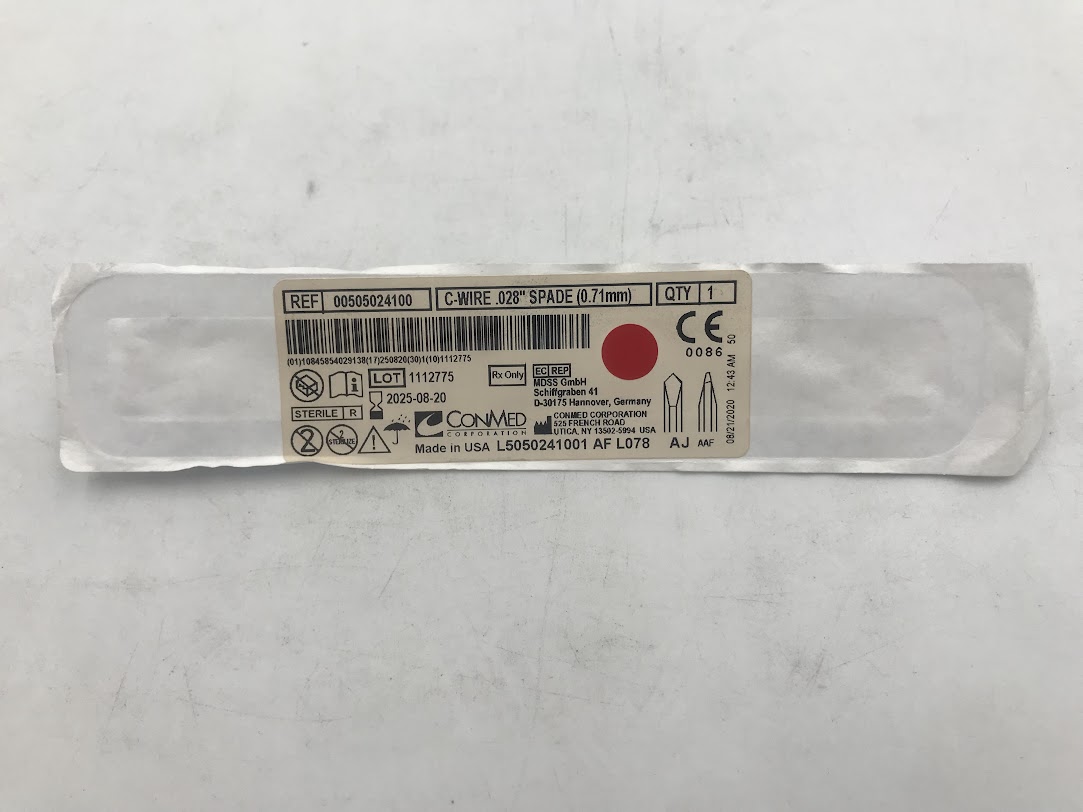 REF 00505024100
C-WIRE .028" SPADE (0.71mm)
QTY 1
(01)10845854029138(17)250820(30)1(10)1112775
LOT 1112775
2025-08-20
STERILE R
2
2
STERILIZE
Rx Only
EC REP
MDSS GmbH
Schiffgraben 41
D-30175 Hannover, Germany
CONMED
CORPORATION
CONMED CORPORATION
525 FRENCH ROAD
UTICA, NY 13502-5994 USA
Made in USA L5050241001 AF L078
CE
0086
AJ AAF
08/21/2020 12:43 AM 50